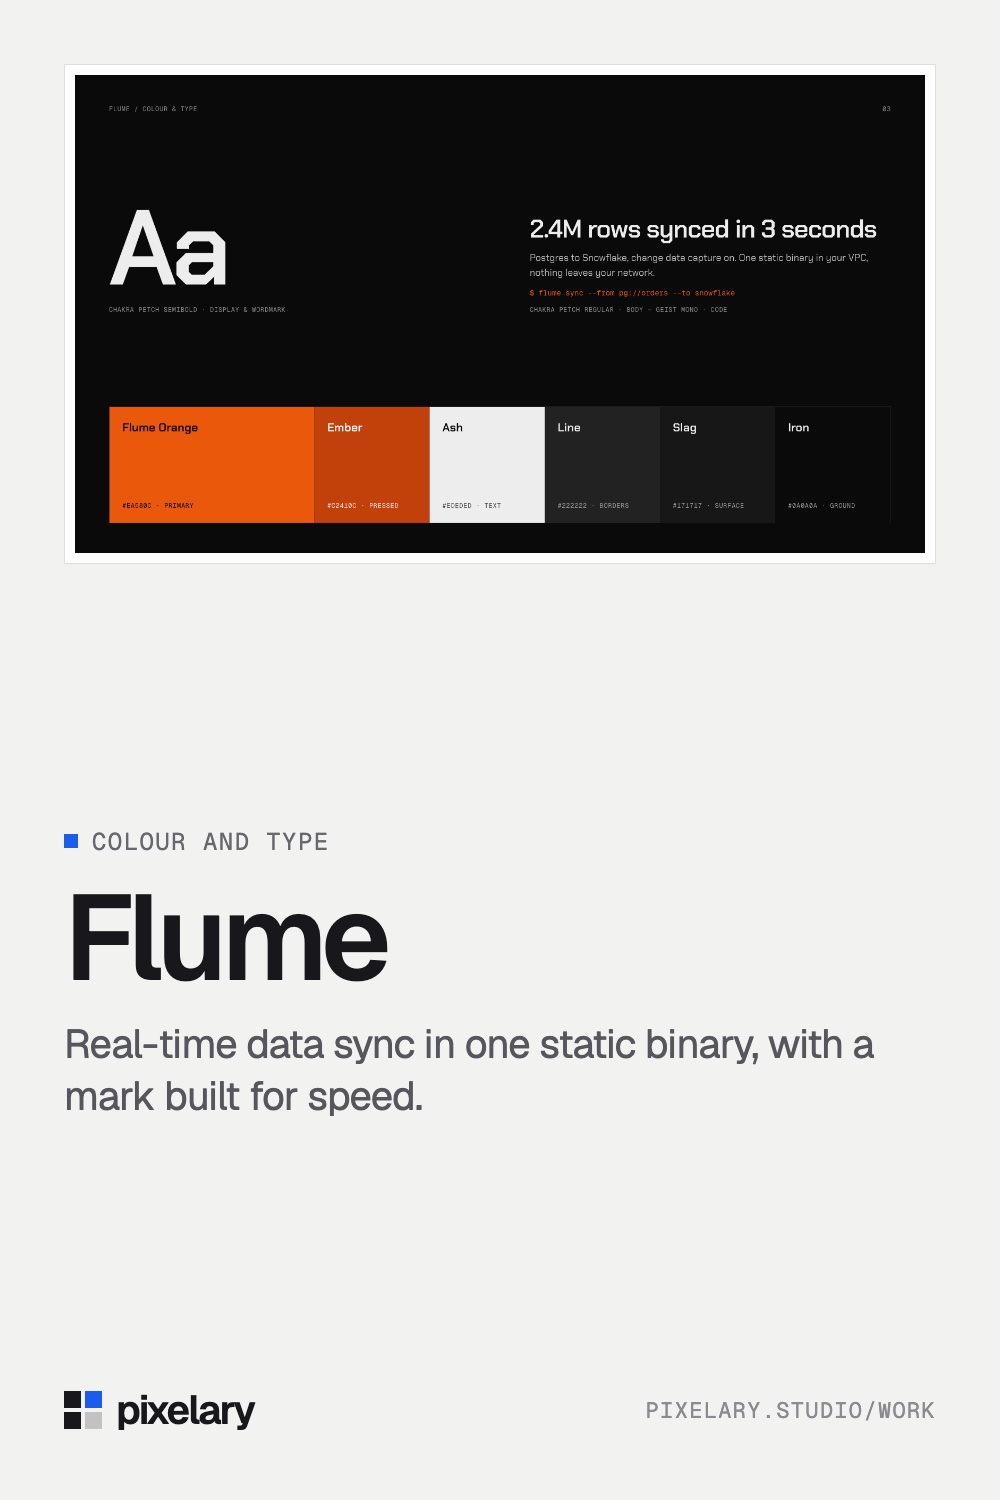 FLUME / COLOUR & TYPE
03
Aa
CHAKRA PETCH SEMIBOLD · DISPLAY & WORDMARK
2.4M rows synced in 3 seconds
Postgres to Snowflake, change data capture on. One static binary in your VPC,
nothing leaves your network.
$ flume sync --from pg://orders --to snowflake
CHAKRA PETCH REGULAR · BODY — GEIST MONO · CODE
Flume Orange
Ember
Ash
Line
Slag
Iron
#EA580C · PRIMARY
#C2410C · PRESSED
#EDEDED · TEXT
#222222 · BORDERS
#171717 · SURFACE
#0A0A0A · GROUND
COLOUR AND TYPE
Flume
Real-time data sync in one static binary, with a
mark built for speed.
pixelary
PIXELARY.STUDIO/WORK